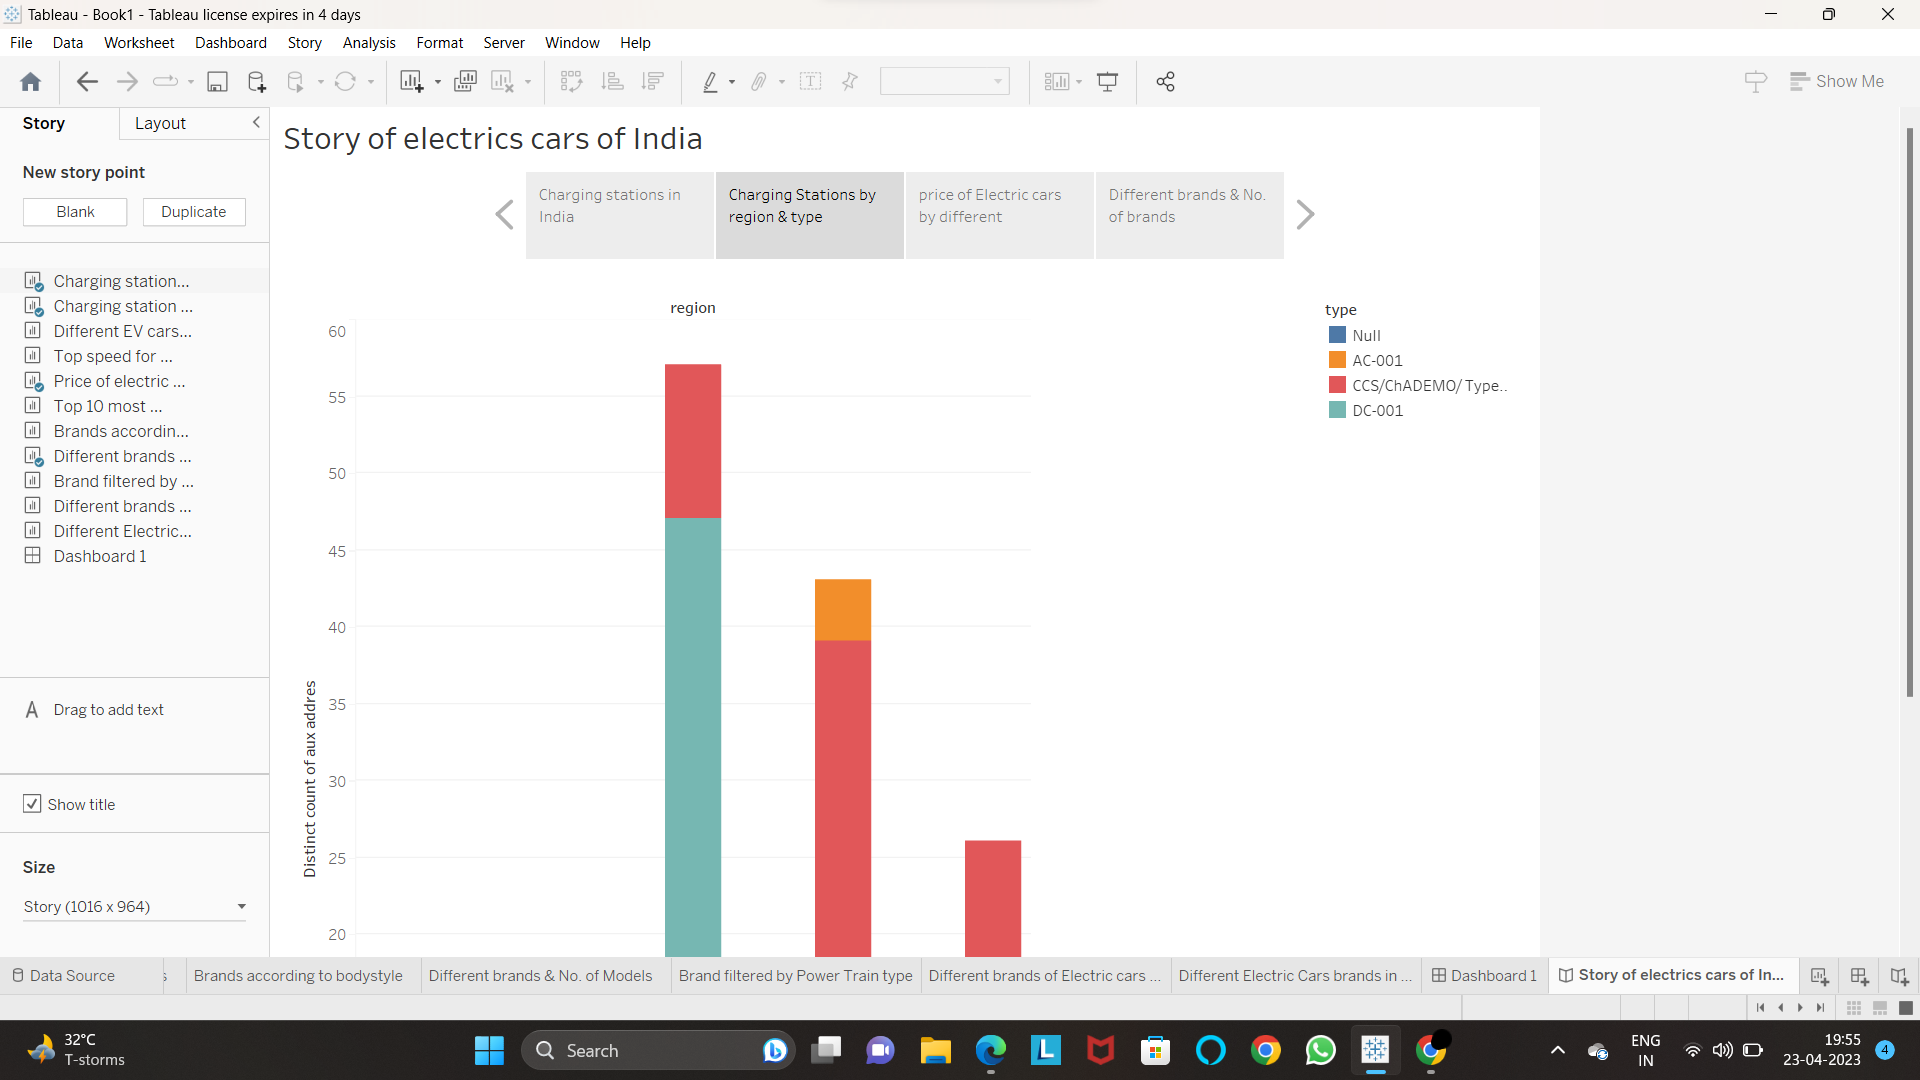 Tableau - Book1 - Tableau license expires in 4 days
File Data Worksheet Dashboard Story Analysis Format Server Window Help
Show Me
Story Layout
New story point
Blank Duplicate
Charging station...
Charging station ...
Different EV cars...
Top speed for ...
Price of electric ...
Top 10 most ...
Brands accordin...
Different brands ...
Brand filtered by ...
Different brands ...
Different Electric...
Dashboard 1
Drag to add text
Show title
Size
Story (1016 x 964)
Story of electrics cars of India
Charging stations in
India
Charging Stations by
region & type
price of Electric cars
by different
Different brands & No.
of brands
region
60
55
50
45
40
35
30
25
20
Distinct count of aux addres
type
Null
AC-001
CCS/ChADEMO/ Type..
DC-001
Data Source s Brands according to bodystyle Different brands & No. of Models Brand filtered by Power Train type Different brands of Electric cars ... Different Electric Cars brands in ... Dashboard 1 Story of electrics cars of In...
32°C
T-storms
Search
ENG
IN
19:55
23-04-2023
4